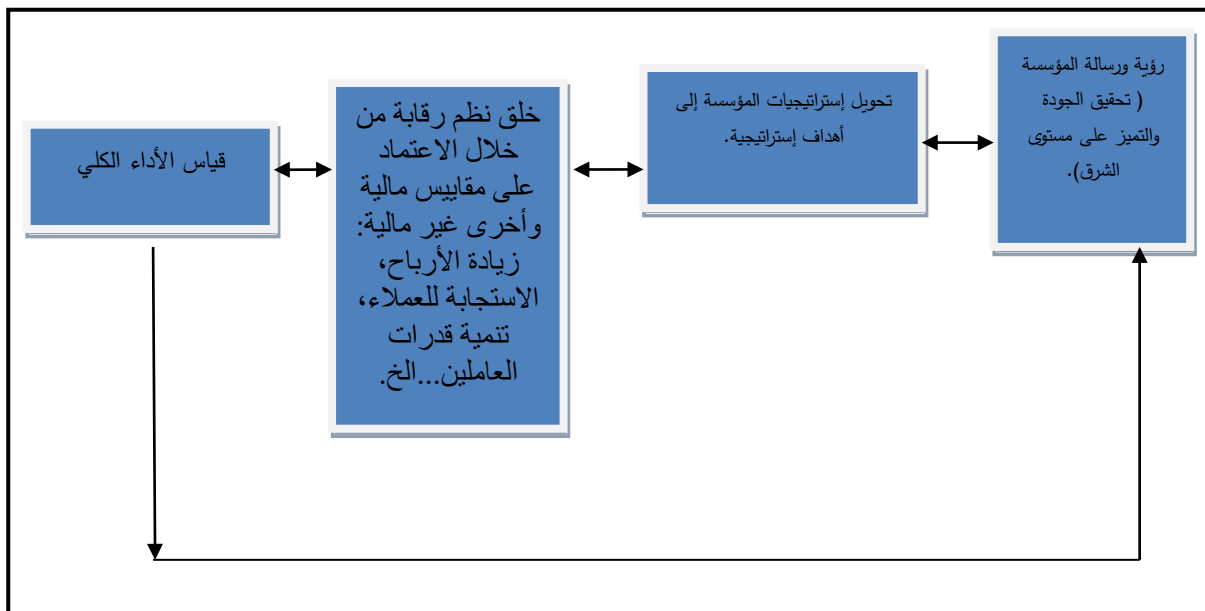 رؤية ورسالة المؤسسة
( تحقيق الجودة
والتميز على مستوى
الشرق).
تحويل إستراتيجيات المؤسسة إلى
أهداف إستراتيجية.
خلق نظم رقابة من
خلال الاعتماد
على مقاييس مالية
وأخرى غير مالية:
زيادة الأرباح،
الاستجابة للعملاء،
تنمية قدرات
العاملين...الخ.
قياس الأداء الكلي